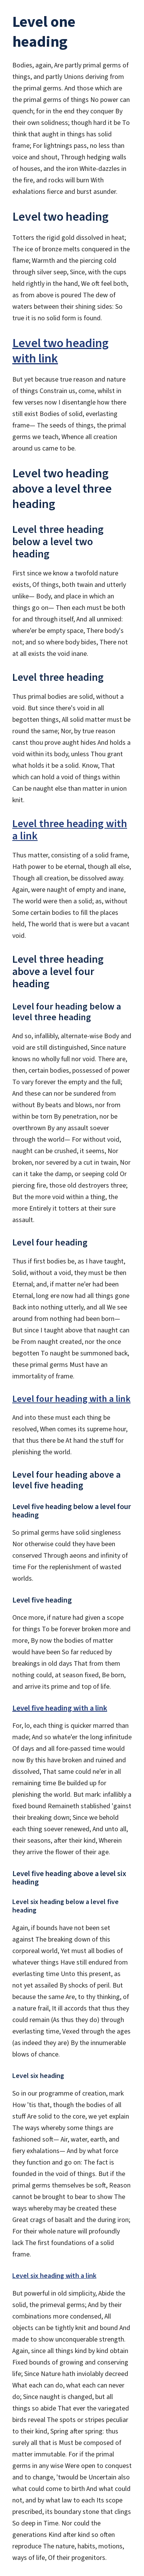 Level one
heading
Bodies, again, Are partly primal germs of
things, and partly Unions deriving from
the primal germs. And those which are
the primal germs of things No power can
quench; for in the end they conquer By
their own solidness; though hard it be To
think that aught in things has solid
frame; For lightnings pass, no less than
voice and shout, Through hedging walls
of houses, and the iron White-dazzles in
the fire, and rocks will burn With
exhalations fierce and burst asunder.
Level two heading
Totters the rigid gold dissolved in heat;
The ice of bronze melts conquered in the
flame; Warmth and the piercing cold
through silver seep, Since, with the cups
held rightly in the hand, We oft feel both,
as from above is poured The dew of
waters between their shining sides: So
true it is no solid form is found.
Level two heading
with link
But yet because true reason and nature
of things Constrain us, come, whilst in
few verses now I disentangle how there
still exist Bodies of solid, everlasting
frame— The seeds of things, the primal
germs we teach, Whence all creation
around us came to be.
Level two heading
above a level three
heading
Level three heading
below a level two
heading
First since we know a twofold nature
exists, Of things, both twain and utterly
unlike— Body, and place in which an
things go on— Then each must be both
for and through itself, And all unmixed:
where'er be empty space, There body's
not; and so where body bides, There not
at all exists the void inane.
Level three heading
Thus primal bodies are solid, without a
void. But since there's void in all
begotten things, All solid matter must be
round the same; Nor, by true reason
canst thou prove aught hides And holds a
void within its body, unless Thou grant
what holds it be a solid. Know, That
which can hold a void of things within
Can be naught else than matter in union
knit.
Level three heading with
a link
Thus matter, consisting of a solid frame,
Hath power to be eternal, though all else,
Though all creation, be dissolved away.
Again, were naught of empty and inane,
The world were then a solid; as, without
Some certain bodies to fill the places
held, The world that is were but a vacant
void.
Level three heading
above a level four
heading
Level four heading below a
level three heading
And so, infallibly, alternate-wise Body and
void are still distinguished, Since nature
knows no wholly full nor void. There are,
then, certain bodies, possessed of power
To vary forever the empty and the full;
And these can nor be sundered from
without By beats and blows, nor from
within be torn By penetration, nor be
overthrown By any assault soever
through the world— For without void,
naught can be crushed, it seems, Nor
broken, nor severed by a cut in twain, Nor
can it take the damp, or seeping cold Or
piercing fire, those old destroyers three;
But the more void within a thing, the
more Entirely it totters at their sure
assault.
Level four heading
Thus if first bodies be, as I have taught,
Solid, without a void, they must be then
Eternal; and, if matter ne'er had been
Eternal, long ere now had all things gone
Back into nothing utterly, and all We see
around from nothing had been born—
But since I taught above that naught can
be From naught created, nor the once
begotten To naught be summoned back,
these primal germs Must have an
immortality of frame.
Level four heading with a link
And into these must each thing be
resolved, When comes its supreme hour,
that thus there be At hand the stuff for
plenishing the world.
Level four heading above a
level five heading
Level five heading below a level four
heading
So primal germs have solid singleness
Nor otherwise could they have been
conserved Through aeons and infinity of
time For the replenishment of wasted
worlds.
Level five heading
Once more, if nature had given a scope
for things To be forever broken more and
more, By now the bodies of matter
would have been So far reduced by
breakings in old days That from them
nothing could, at season fixed, Be born,
and arrive its prime and top of life.
Level five heading with a link
For, lo, each thing is quicker marred than
made; And so whate'er the long infinitude
Of days and all fore-passed time would
now By this have broken and ruined and
dissolved, That same could ne'er in all
remaining time Be builded up for
plenishing the world. But mark: infallibly a
fixed bound Remaineth stablished 'gainst
their breaking down; Since we behold
each thing soever renewed, And unto all,
their seasons, after their kind, Wherein
they arrive the flower of their age.
Level five heading above a level six
heading
Level six heading below a level five
heading
Again, if bounds have not been set
against The breaking down of this
corporeal world, Yet must all bodies of
whatever things Have still endured from
everlasting time Unto this present, as
not yet assailed By shocks of peril. But
because the same Are, to thy thinking, of
a nature frail, It ill accords that thus they
could remain (As thus they do) through
everlasting time, Vexed through the ages
(as indeed they are) By the innumerable
blows of chance.
Level six heading
So in our programme of creation, mark
How 'tis that, though the bodies of all
stuff Are solid to the core, we yet explain
The ways whereby some things are
fashioned soft— Air, water, earth, and
fiery exhalations— And by what force
they function and go on: The fact is
founded in the void of things. But if the
primal germs themselves be soft, Reason
cannot be brought to bear to show The
ways whereby may be created these
Great crags of basalt and the during iron;
For their whole nature will profoundly
lack The first foundations of a solid
frame.
Level six heading with a link
But powerful in old simplicity, Abide the
solid, the primeval germs; And by their
combinations more condensed, All
objects can be tightly knit and bound And
made to show unconquerable strength.
Again, since all things kind by kind obtain
Fixed bounds of growing and conserving
life; Since Nature hath inviolably decreed
What each can do, what each can never
do; Since naught is changed, but all
things so abide That ever the variegated
birds reveal The spots or stripes peculiar
to their kind, Spring after spring: thus
surely all that is Must be composed of
matter immutable. For if the primal
germs in any wise Were open to conquest
and to change, 'twould be Uncertain also
what could come to birth And what could
not, and by what law to each Its scope
prescribed, its boundary stone that clings
So deep in Time. Nor could the
generations Kind after kind so often
reproduce The nature, habits, motions,
ways of life, Of their progenitors.